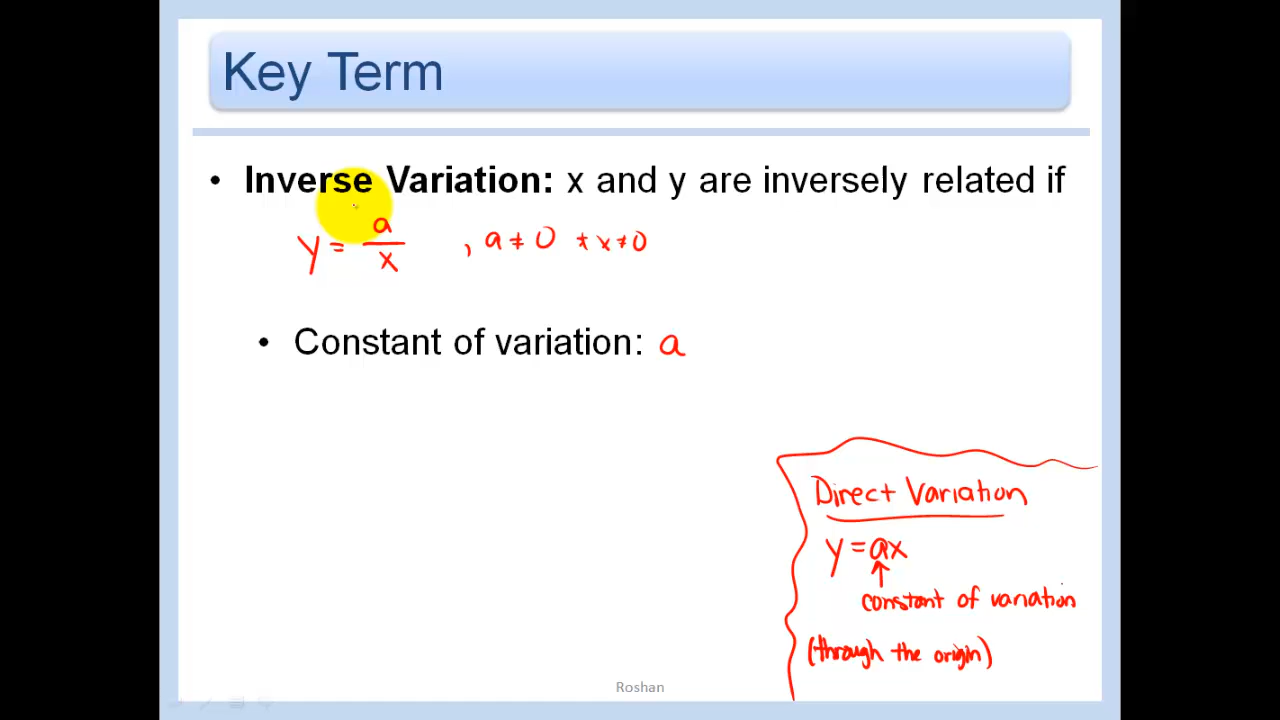 Key Term
• Inverse Variation: x and y are inversely related if
y = a/x , a ≠ 0 + x ≠ 0
• Constant of variation: a
Direct Variation
y = ax
↑
constant of variation
(through the origin)
Roshan